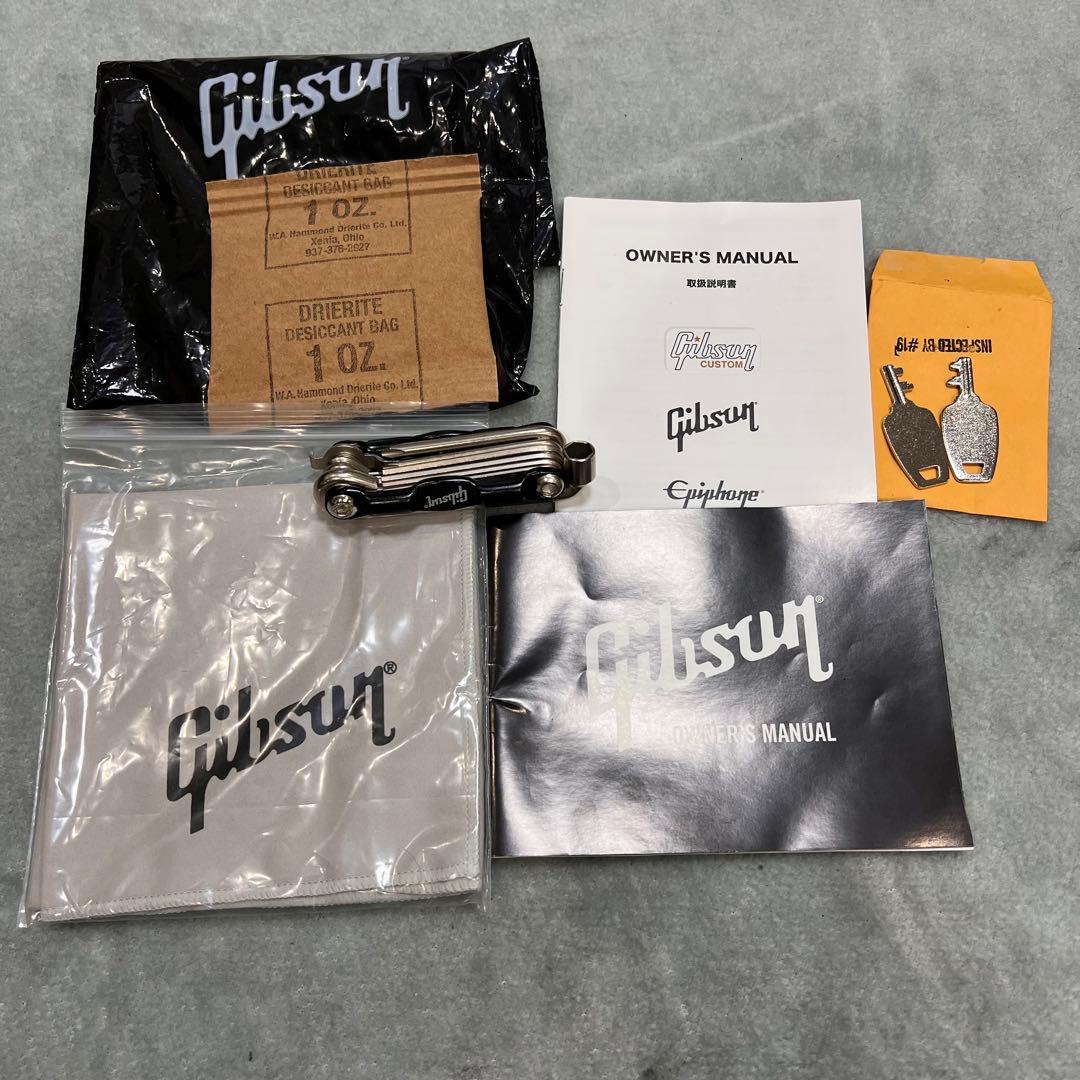 Gibson
DRIERITE
DESICCANT BAG
1 OZ.
W.A. Hammond Drierite Co. Ltd.
Xenia, Ohio
937-376-2927
DRIERITE
DESICCANT BAG
1 OZ.
W.A. Hammond Drierite Co. Ltd.
Xenia, Ohio
OWNER'S MANUAL
取扱説明書
Gibson
CUSTOM
Gibson
Epiphone®
INSPECTED BY #19
Gibson
Gibson®
OWNER'S MANUAL
Gibson®